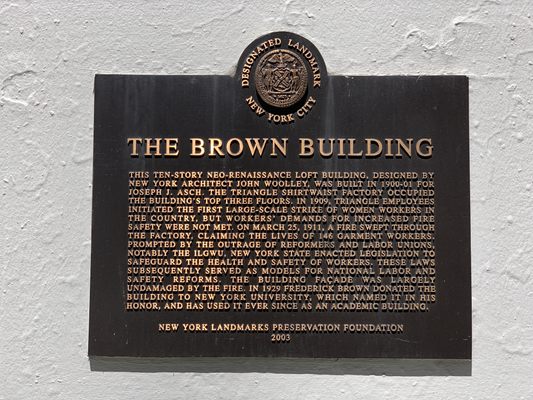 DESIGNATED LANDMARK
NEW YORK CITY
THE BROWN BUILDING
THIS TEN-STORY NEO-RENAISSANCE LOFT BUILDING, DESIGNED BY
NEW YORK ARCHITECT JOHN WOOLLEY, WAS BUILT IN 1900-01 FOR
JOSEPH J. ASCH. THE TRIANGLE SHIRTWAIST FACTORY OCCUPIED
THE BUILDING'S TOP THREE FLOORS. IN 1909, TRIANGLE EMPLOYEES
INITIATED THE FIRST LARGE-SCALE STRIKE OF WOMEN WORKERS IN
THE COUNTRY, BUT WORKERS' DEMANDS FOR INCREASED FIRE
SAFETY WERE NOT MET. ON MARCH 25, 1911, A FIRE SWEPT THROUGH
THE FACTORY, CLAIMING THE LIVES OF 146 GARMENT WORKERS.
PROMPTED BY THE OUTRAGE OF REFORMERS AND LABOR UNIONS,
NOTABLY THE ILGWU, NEW YORK STATE ENACTED LEGISLATION TO
SAFEGUARD THE HEALTH AND SAFETY OF WORKERS. THESE LAWS
SUBSEQUENTLY SERVED AS MODELS FOR NATIONAL LABOR AND
SAFETY REFORMS. THE BUILDING FAÇADE WAS LARGELY
UNDAMAGED BY THE FIRE. IN 1929 FREDERICK BROWN DONATED THE
BUILDING TO NEW YORK UNIVERSITY, WHICH NAMED IT IN HIS
HONOR, AND HAS USED IT EVER SINCE AS AN ACADEMIC BUILDING.
NEW YORK LANDMARKS PRESERVATION FOUNDATION
2003